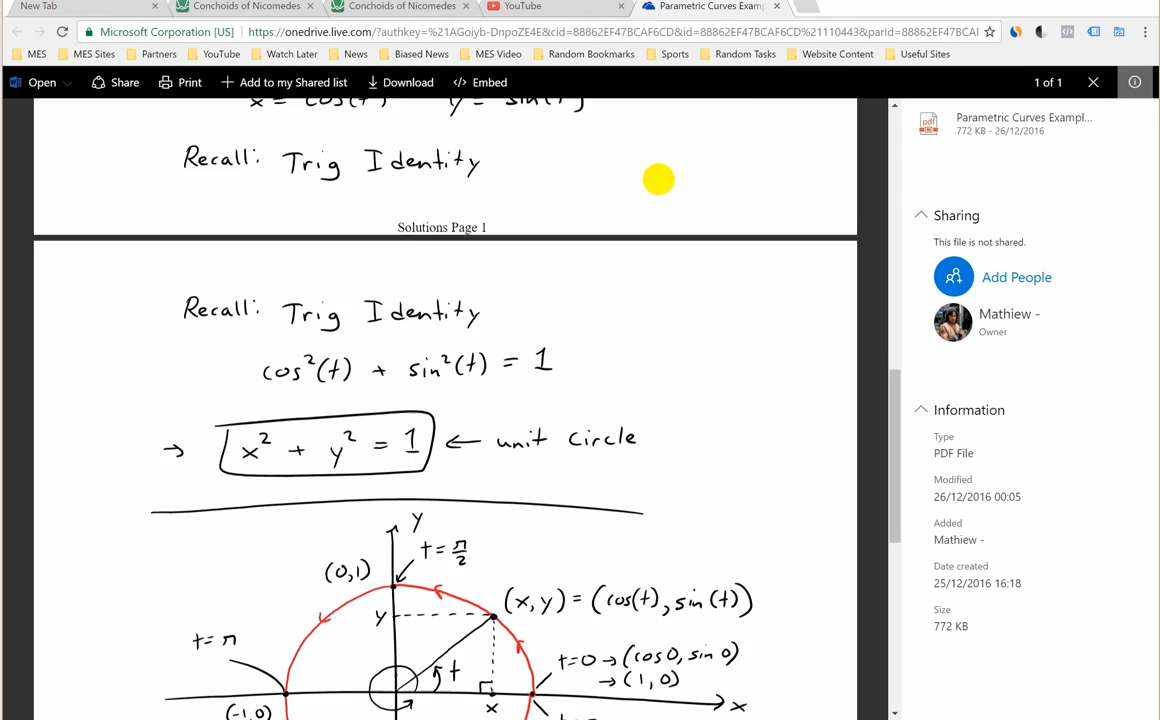 New Tab
Conchoids of Nicomedes
Conchoids of Nicomedes
YouTube
Parametric Curves Examp
Microsoft Corporation [US] https://onedrive.live.com/?authkey=%21AGoiyb-DnpoZE4E&cid=88862EF47BCAF6CD&id=88862EF47BCAF6CD%21110443&parId=88862EF47BCAF
MES MES Sites Partners YouTube Watch Later News Biased News MES Video Random Bookmarks Sports Random Tasks Website Content Useful Sites
Open Share Print Add to my Shared list Download Embed 1 of 1
x = cos(t) y = sin(t)
Recall: Trig Identity
Solutions Page 1
Recall: Trig Identity
cos²(t) + sin²(t) = 1
→ x² + y² = 1 ← unit circle
y
t = π/2
(0,1)
(x,y) = (cos(t), sin(t))
y
t = π
t
t=0 → (cos 0, sin 0)
→ (1, 0)
x
x
(-1,0)
Parametric Curves Exampl...
772 KB - 26/12/2016
Sharing
This file is not shared.
Add People
Mathiew -
Owner
Information
Type
PDF File
Modified
26/12/2016 00:05
Added
Mathiew -
Date created
25/12/2016 16:18
Size
772 KB